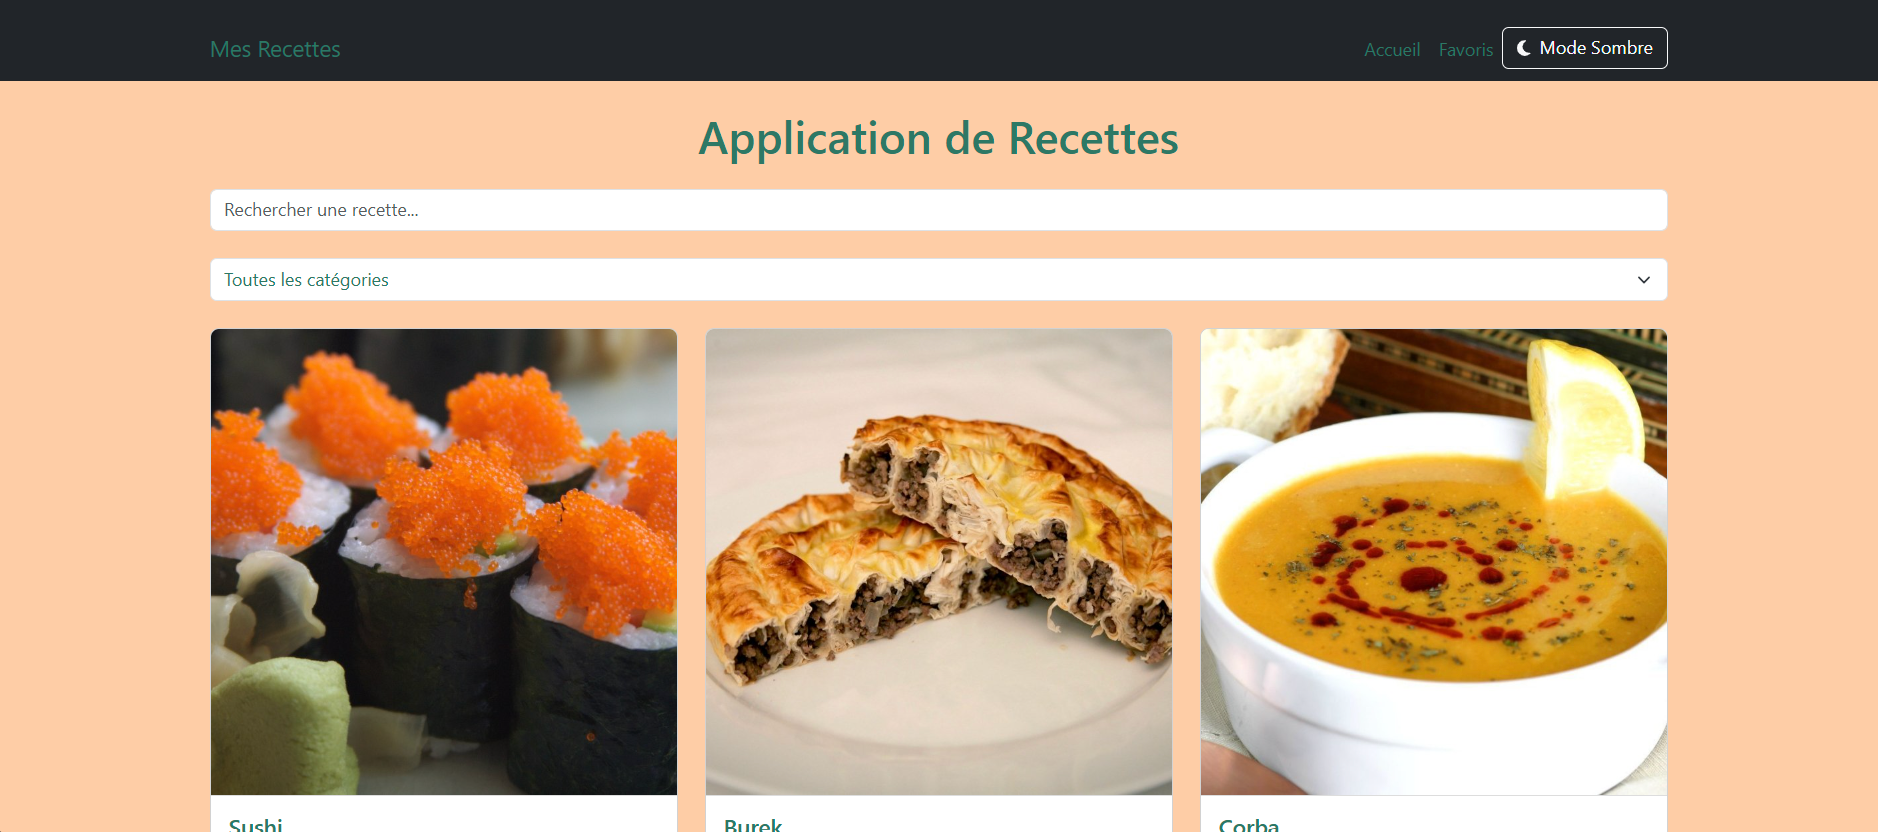 Mes Recettes
Accueil Favoris Mode Sombre
Application de Recettes
Rechercher une recette...
Toutes les catégories
Sushi Burek Corba